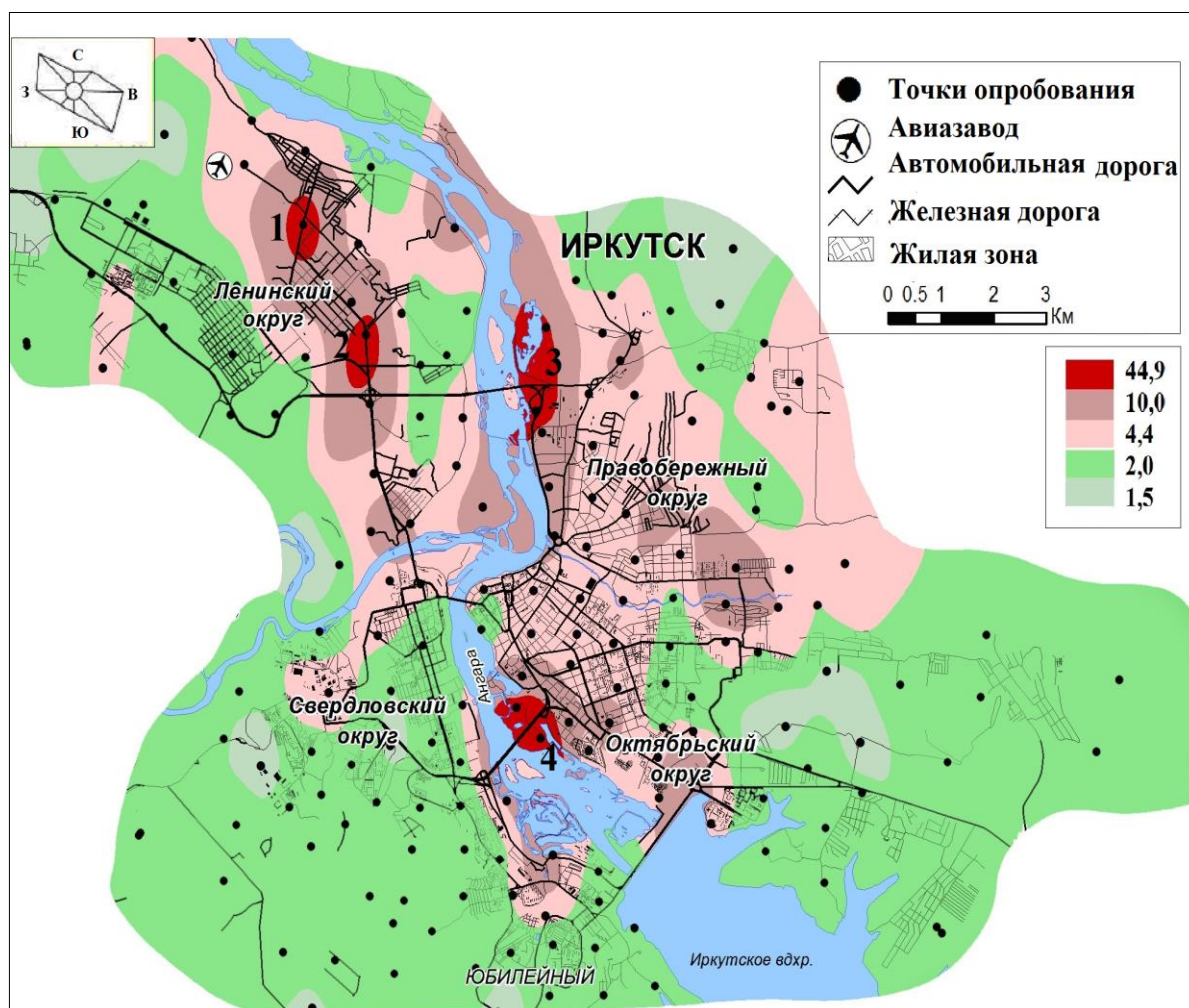 С
З
В
Ю
Точки опробования
Авиазавод
Автомобильная дорога
Железная дорога
Жилая зона
0 0.5 1 2 3
Км
ИРКУТСК
1
Лёнинский
округ
2
3
Правобережный
округ
44,9
10,0
4,4
2,0
1,5
Ангара
Свердловский
округ
4
Октябрьский
округ
Иркутское вдхр.
ЮБИЛЕЙНЫЙ